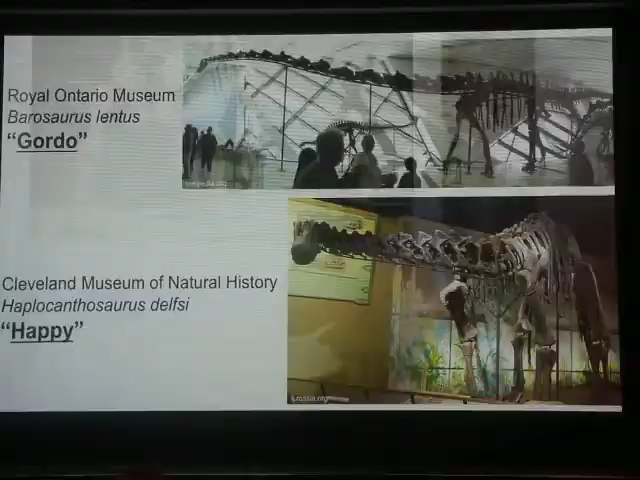 Royal Ontario Museum
Barosaurus lentus
“Gordo”
Cleveland Museum of Natural History
Haplocanthosaurus delfsi
“Happy”